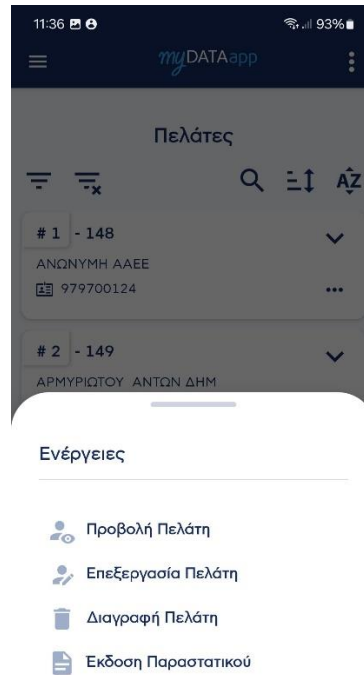 11:36
93%
myDATAapp
Πελάτες
# 1 - 148
ΑΝΩΝΥΜΗ ΑΑΕΕ
979700124
# 2 - 149
ΑΡΜΥΡΙΩΤΟΥ ΑΝΤΩΝ ΔΗΜ
Ενέργειες
Προβολή Πελάτη
Επεξεργασία Πελάτη
Διαγραφή Πελάτη
Έκδοση Παραστατικού